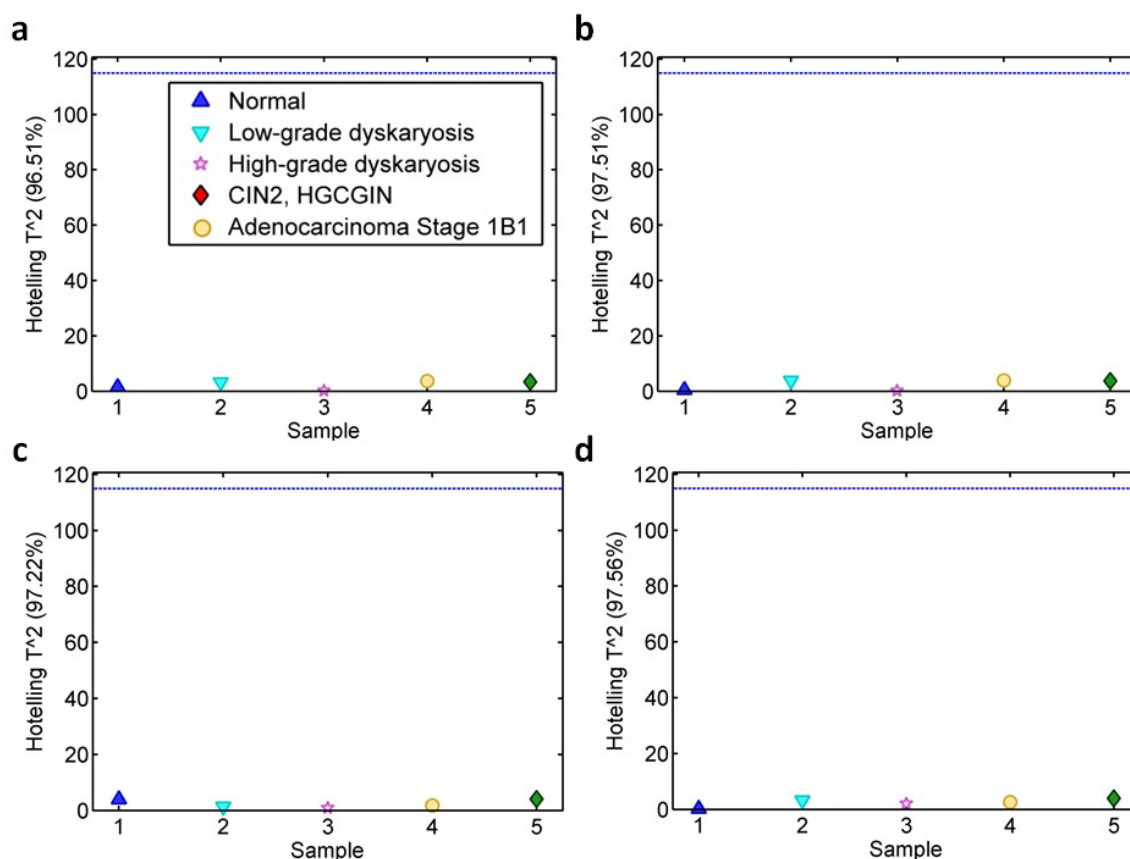 a
Hotelling T^2 (96.51%)
120
100
80
60
40
20
0
Normal
Low-grade dyskaryosis
High-grade dyskaryosis
CIN2, HGCGIN
Adenocarcinoma Stage 1B1
1 2 3 4 5
Sample
b
Hotelling T^2 (97.51%)
120
100
80
60
40
20
0
1 2 3 4 5
Sample
c
Hotelling T^2 (97.22%)
120
100
80
60
40
20
0
1 2 3 4 5
Sample
d
Hotelling T^2 (97.56%)
120
100
80
60
40
20
0
1 2 3 4 5
Sample